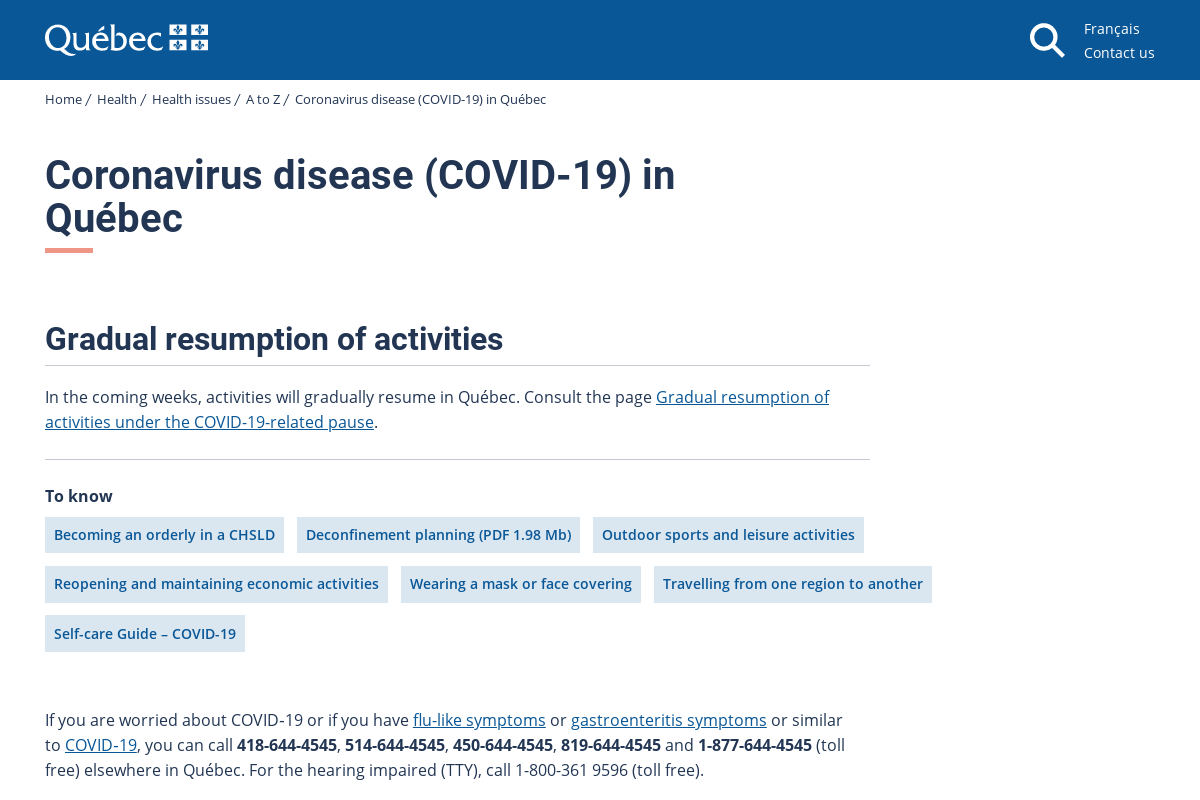 Québec
Français
Contact us
Home / Health / Health issues / A to Z / Coronavirus disease (COVID-19) in Québec
Coronavirus disease (COVID-19) in
Québec
Gradual resumption of activities
In the coming weeks, activities will gradually resume in Québec. Consult the page Gradual resumption of
activities under the COVID-19-related pause.
To know
Becoming an orderly in a CHSLD Deconfinement planning (PDF 1.98 Mb) Outdoor sports and leisure activities
Reopening and maintaining economic activities Wearing a mask or face covering Travelling from one region to another
Self-care Guide – COVID-19
If you are worried about COVID-19 or if you have flu-like symptoms or gastroenteritis symptoms or similar
to COVID-19, you can call 418-644-4545, 514-644-4545, 450-644-4545, 819-644-4545 and 1-877-644-4545 (toll
free) elsewhere in Québec. For the hearing impaired (TTY), call 1-800-361 9596 (toll free).